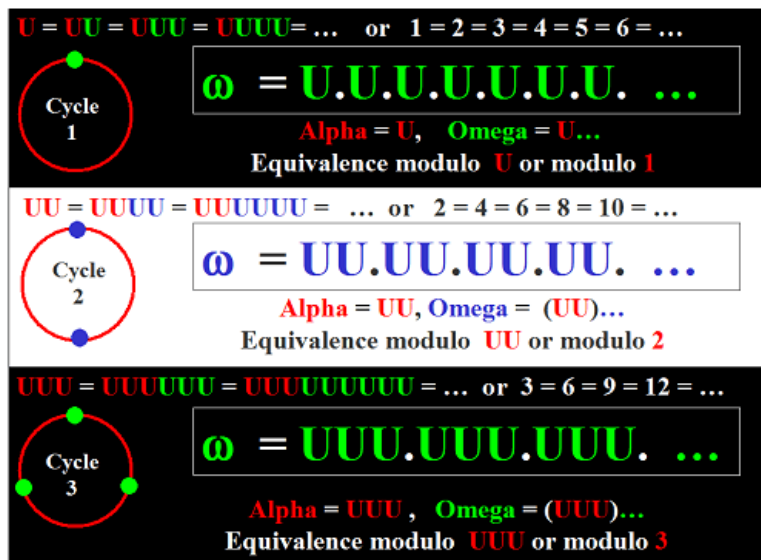 U = UU = UUU = UUUU= ... or 1 = 2 = 3 = 4 = 5 = 6 = ...
Cycle
1
ω = U.U.U.U.U.U.U. ...
Alpha = U, Omega = U...
Equivalence modulo U or modulo 1
UU = UUUU = UUUUUU = ... or 2 = 4 = 6 = 8 = 10 = ...
Cycle
2
ω = UU.UU.UU.UU. ...
Alpha = UU, Omega = (UU)...
Equivalence modulo UU or modulo 2
UUU = UUUUUU = UUUUUUUUU = ... or 3 = 6 = 9 = 12 = ...
Cycle
3
ω = UUU.UUU.UUU. ...
Alpha = UUU , Omega = (UUU)...
Equivalence modulo UUU or modulo 3